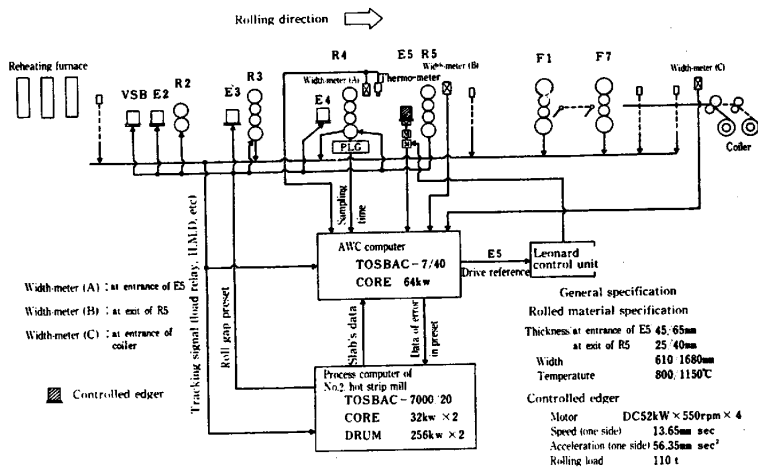 Rolling direction
Reheating furnace
VSB E2
R2
E3
R3
E4
R4
Width-meter (A)
Thermo-meter
E5 R5
Width-meter (B)
F1
F7
Width-meter (C)
Coiler
PLG
Sampling time
AWC computer
TOSBAC-7/40
CORE 64kw
E5
Drive reference
Leonard
control unit
Tracking signal (load relay, H.M.D, etc)
Roll gap preset
Slab's data
Data of error
in preset
Process computer of
No.2, hot strip mill
TOSBAC-7000/20
CORE 32kw ×2
DRUM 256kw ×2
Width-meter (A) : at entrance of E5
Width-meter (B) : at exit of R5
Width-meter (C) : at entrance of
coiler
Controlled edger
General specification
Rolled material specification
Thickness at entrance of E5 45/65mm
at exit of R5 25/40mm
Width 610/1680mm
Temperature 800/1150℃
Controlled edger
Motor DC52kW×550rpm×4
Speed (one side) 13.65mm sec
Acceleration (one side) 56.35mm sec²
Rolling load 110 t